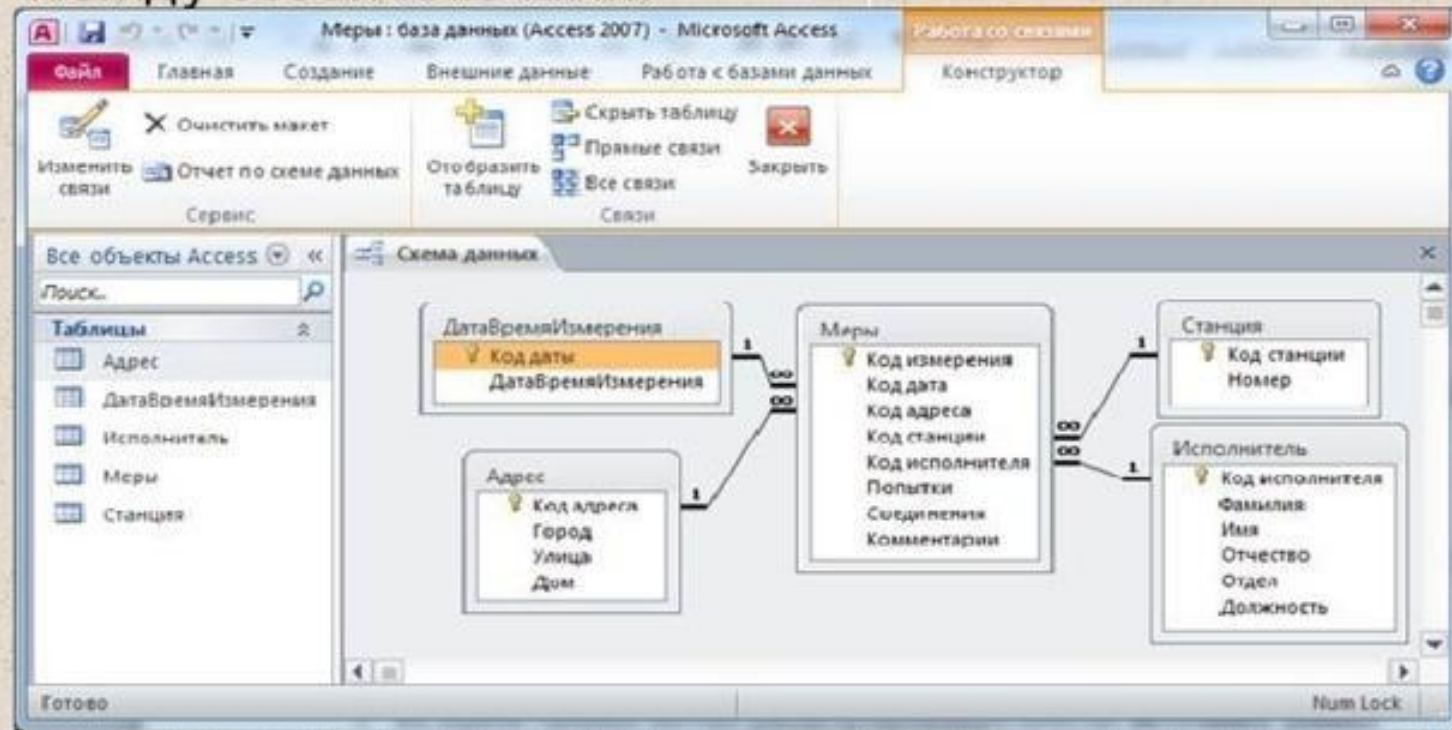 Меры : база данных (Access 2007) - Microsoft Access
Работа со связями
Файл Главная Создание Внешние данные Работа с базами данных Конструктор
Изменить связи
Очистить макет
Отчет по схеме данных
Сервис
Отобразить таблицу
Скрыть таблицу
Прямые связи
Все связи
Закрыть
Связи
Все объекты Access
Поиск...
Таблицы
Адрес
ДатаВремяИзмерения
Исполнитель
Меры
Станция
Схема данных
ДатаВремяИзмерения
Код даты
ДатаВремяИзмерения
1
∞
Адрес
Код адреса
Город
Улица
Дом
1
∞
Меры
Код измерения
Код дата
Код адреса
Код станции
Код исполнителя
Попытки
Соединения
Комментарии
∞
1
Станция
Код станции
Номер
∞
1
Исполнитель
Код исполнителя
Фамилия
Имя
Отчество
Отдел
Должность
Готово
Num Lock